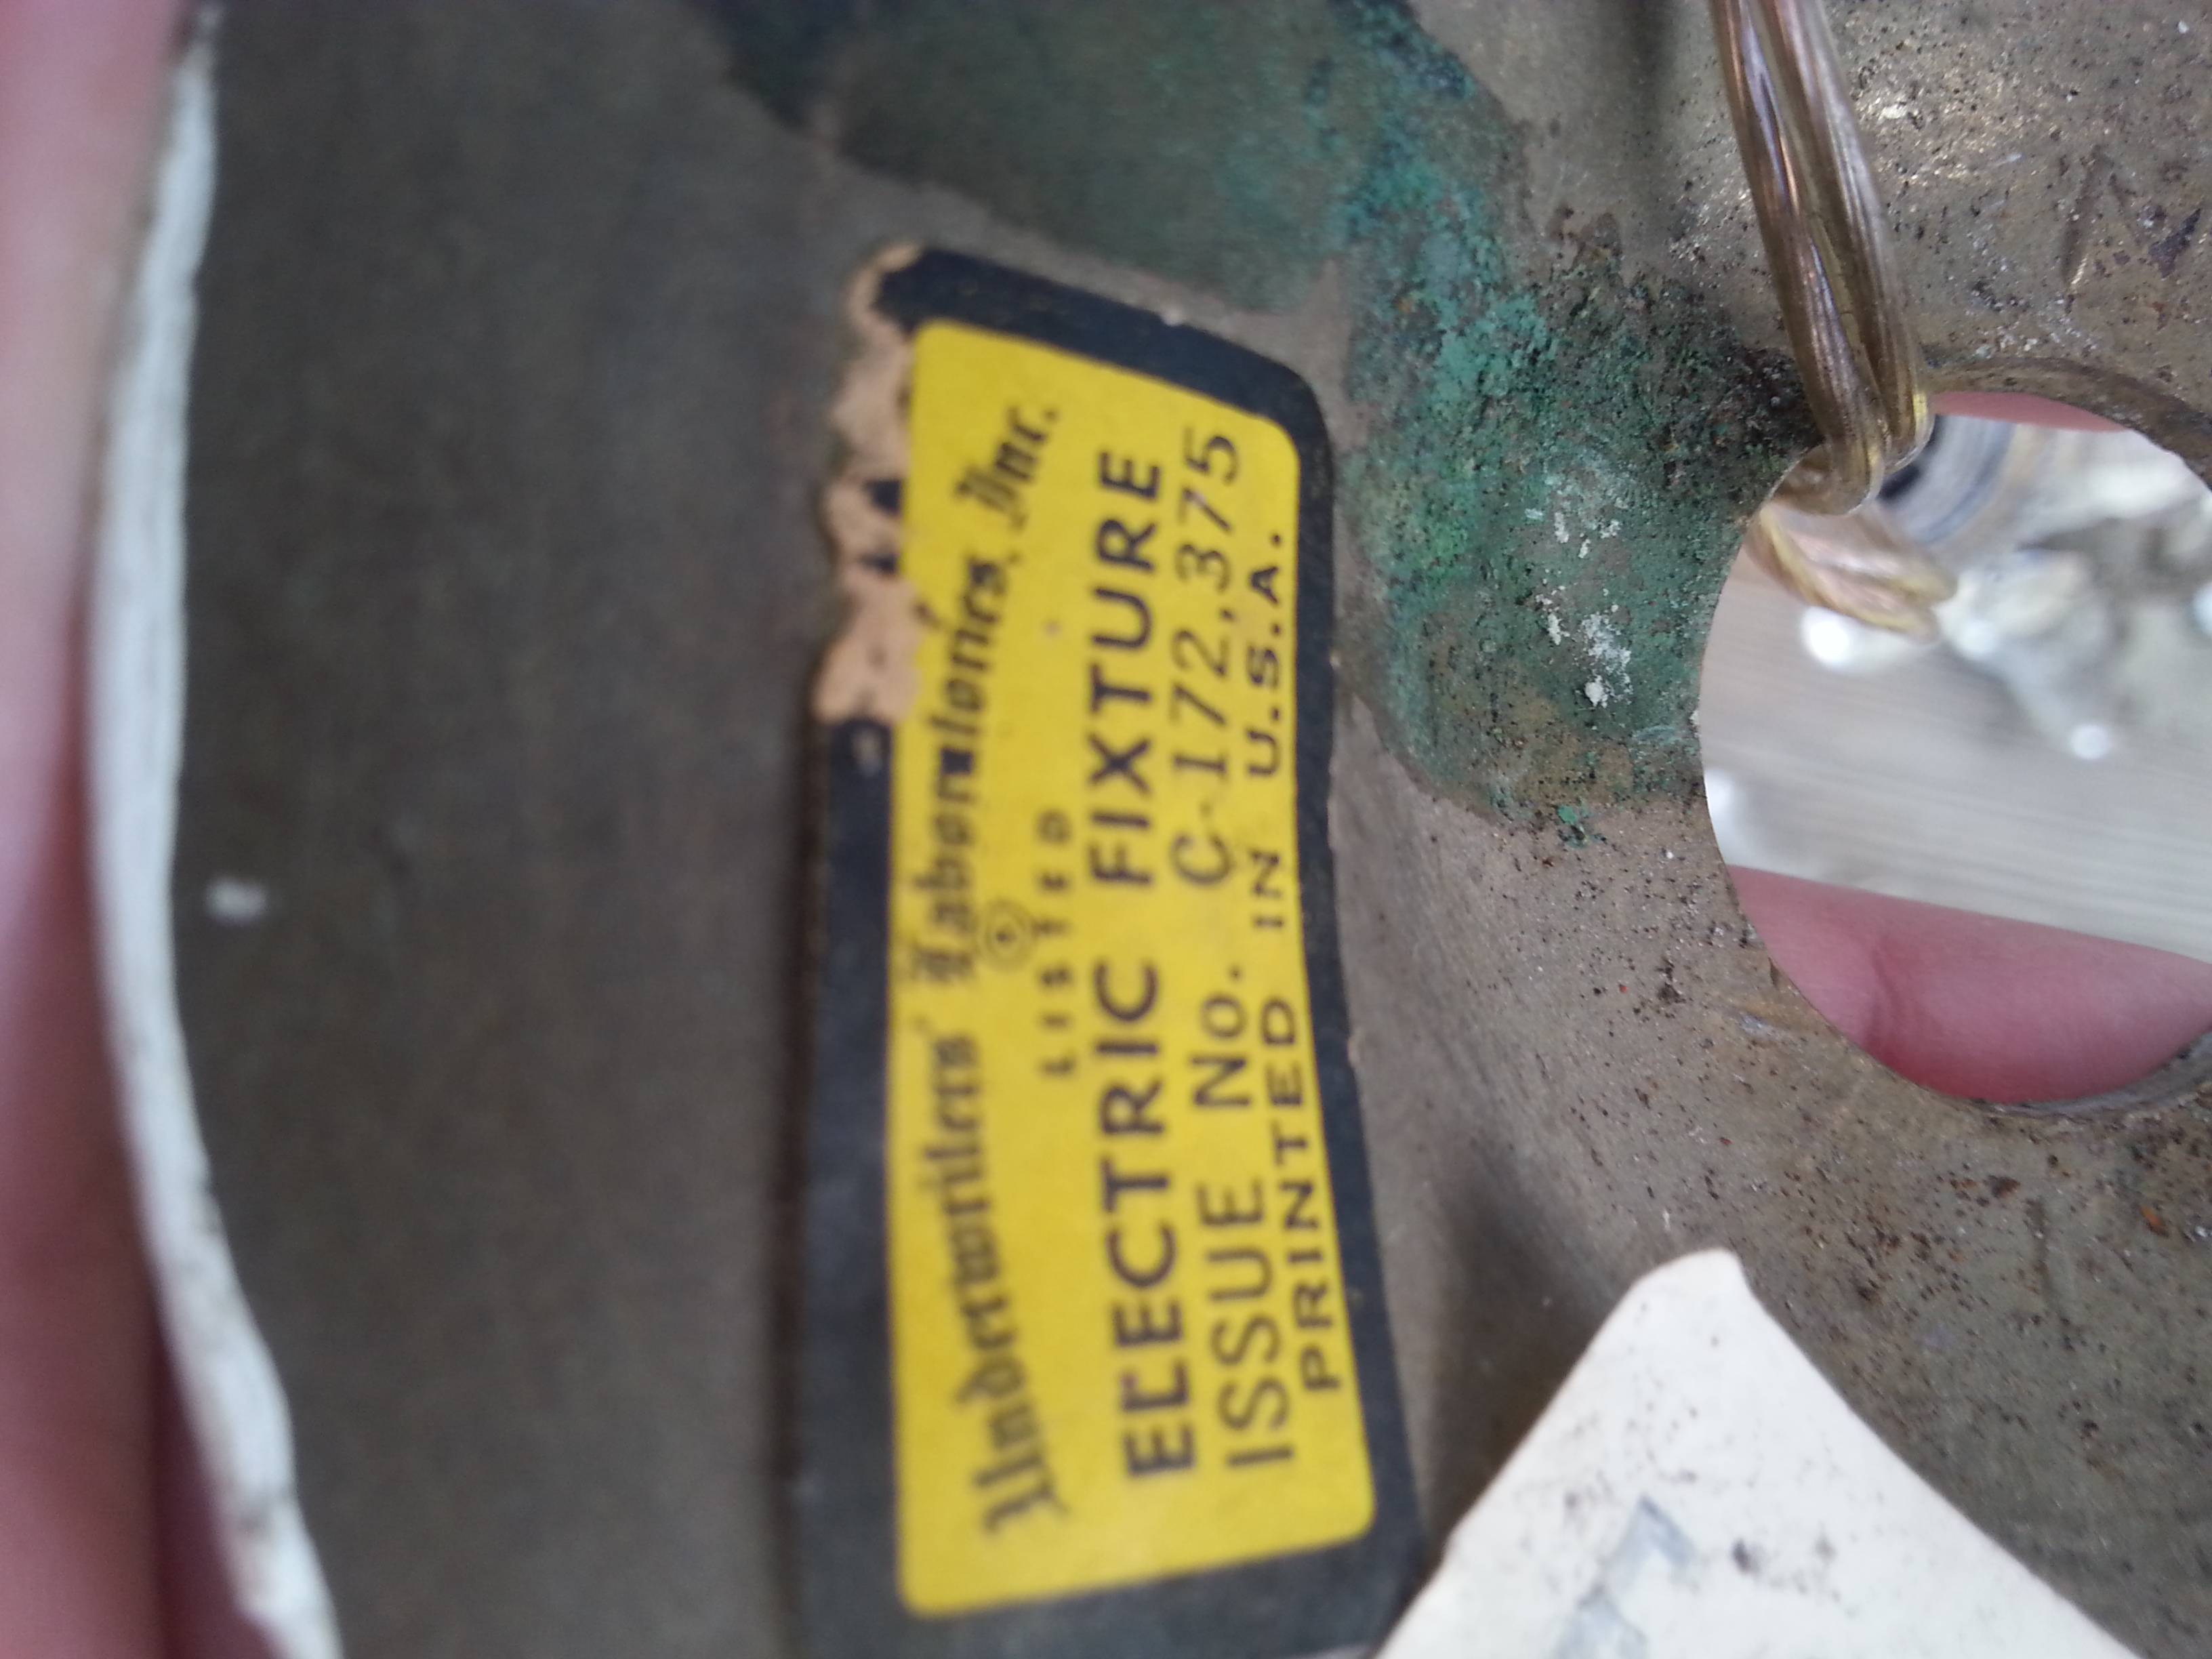 Underwriters' Laboratories, Inc.
LISTED
ELECTRIC FIXTURE
ISSUE No. C-172,375
PRINTED IN U.S.A.